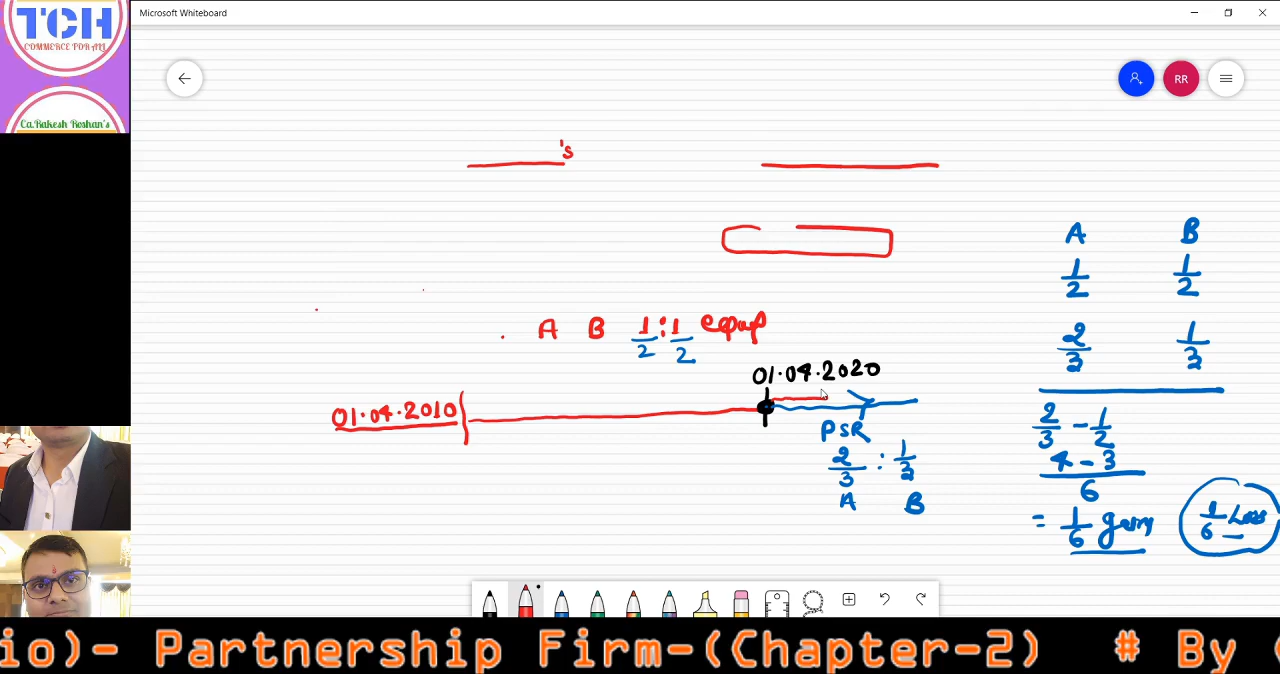 Microsoft Whiteboard
TCH
COMMERCE FOR ALL
RR
Ca.Rakesh Roshan's
's
A B 1/2 : 1/2 equal
01.04.2020
01.04.2010
PSR
2/3 : 1/3
A B
A B
1/2 1/2
2/3 1/3
2/3 - 1/2
4 - 3
6
= 1/6 gain
1/6 Loss
io)- Partnership Firm-(Chapter-2) # By